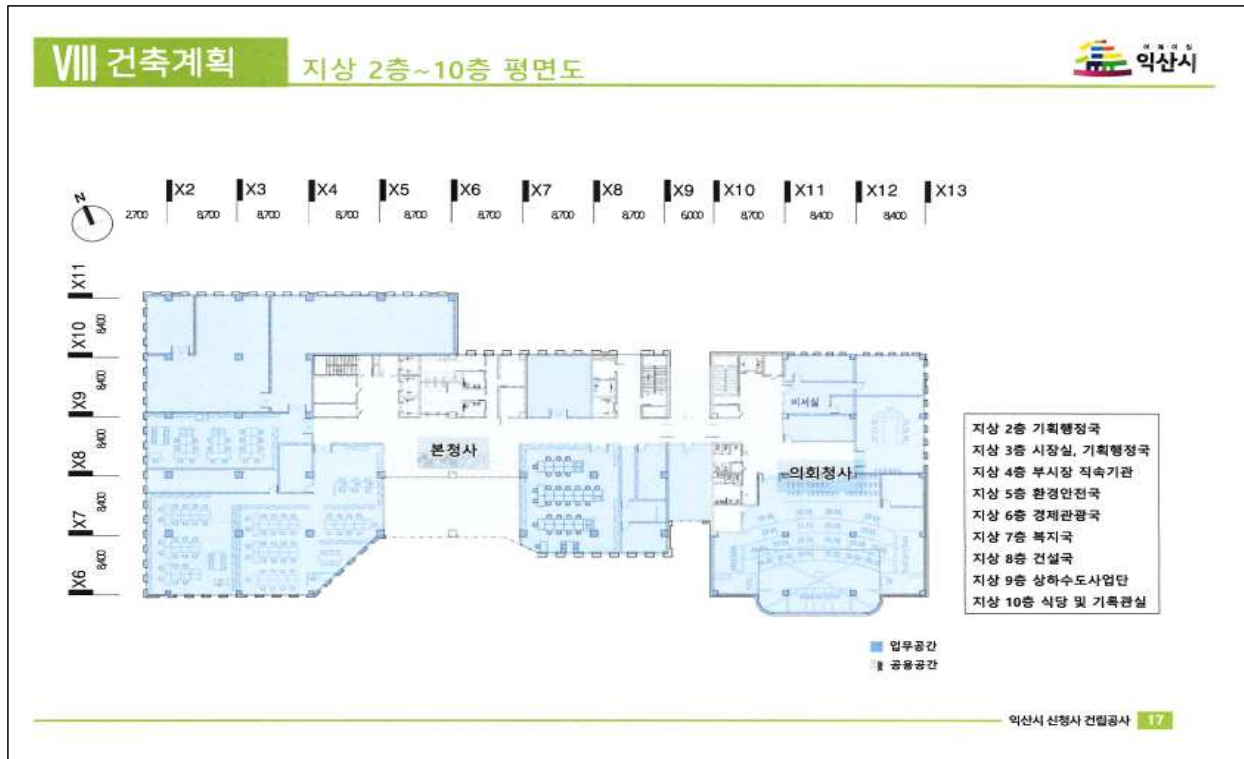 VIII 건축계획
지상 2층~10층 평면도
어메이징
익산시
X2 X3 X4 X5 X6 X7 X8 X9 X10 X11 X12 X13
2,700 8,700 8,700 8,700 8,700 8,700 8,700 8,700 6,000 8,700 8,400 8,400
N
X11
8,400
X10
8,400
X9
8,400
X8
8,400
X7
8,400
X6
비서실
본청사
의회청사
지상 2층 기획행정국
지상 3층 시장실, 기획행정국
지상 4층 부시장 직속기관
지상 5층 환경안전국
지상 6층 경제관광국
지상 7층 복지국
지상 8층 건설국
지상 9층 상하수도사업단
지상 10층 식당 및 기록관실
업무공간
공용공간
익산시 신청사 건립공사 17